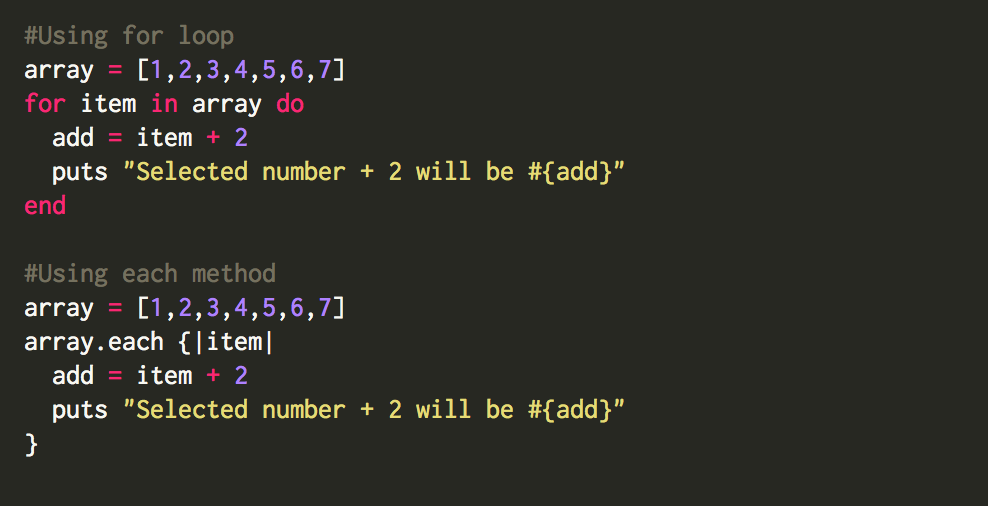 #Using for loop
array = [1,2,3,4,5,6,7]
for item in array do
  add = item + 2
  puts "Selected number + 2 will be #{add}"
end

#Using each method
array = [1,2,3,4,5,6,7]
array.each {|item|
  add = item + 2
  puts "Selected number + 2 will be #{add}"
}